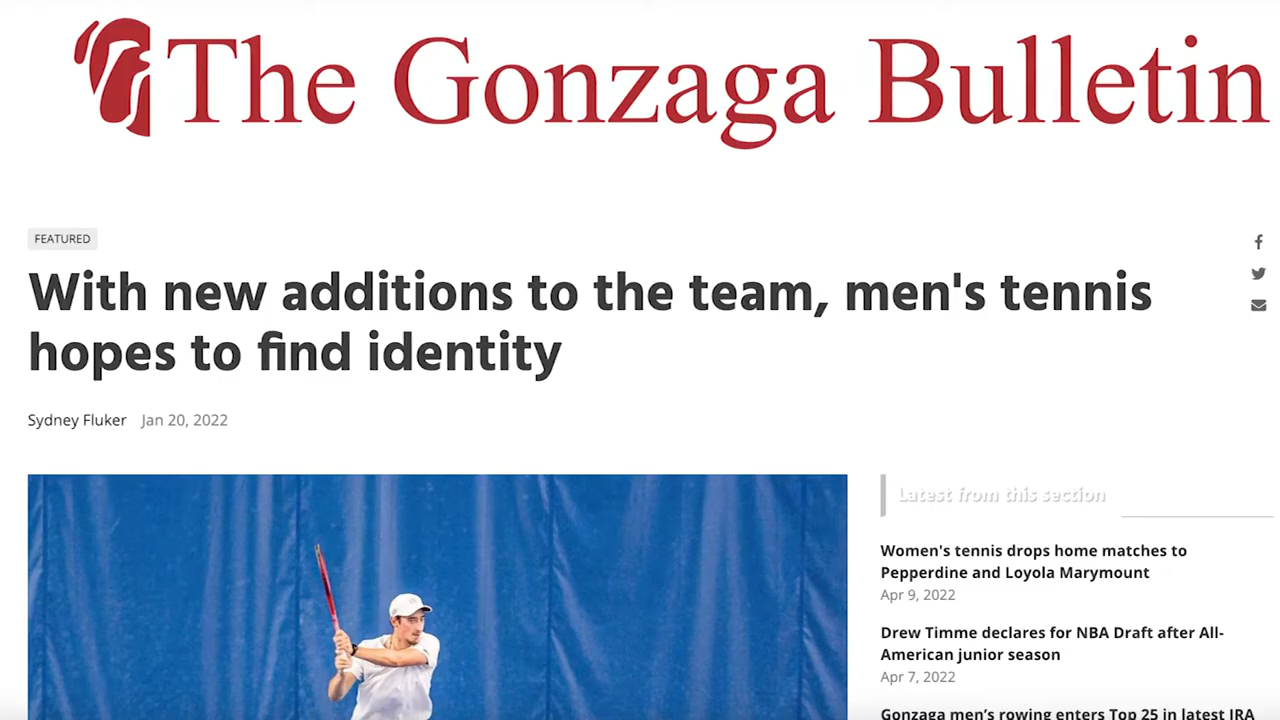 The Gonzaga Bulletin
FEATURED
With new additions to the team, men's tennis
hopes to find identity
Sydney Fluker Jan 20, 2022
Latest from this section
Women's tennis drops home matches to
Pepperdine and Loyola Marymount
Apr 9, 2022
Drew Timme declares for NBA Draft after All-
American junior season
Apr 7, 2022
Gonzaga men's rowing enters Top 25 in latest IRA